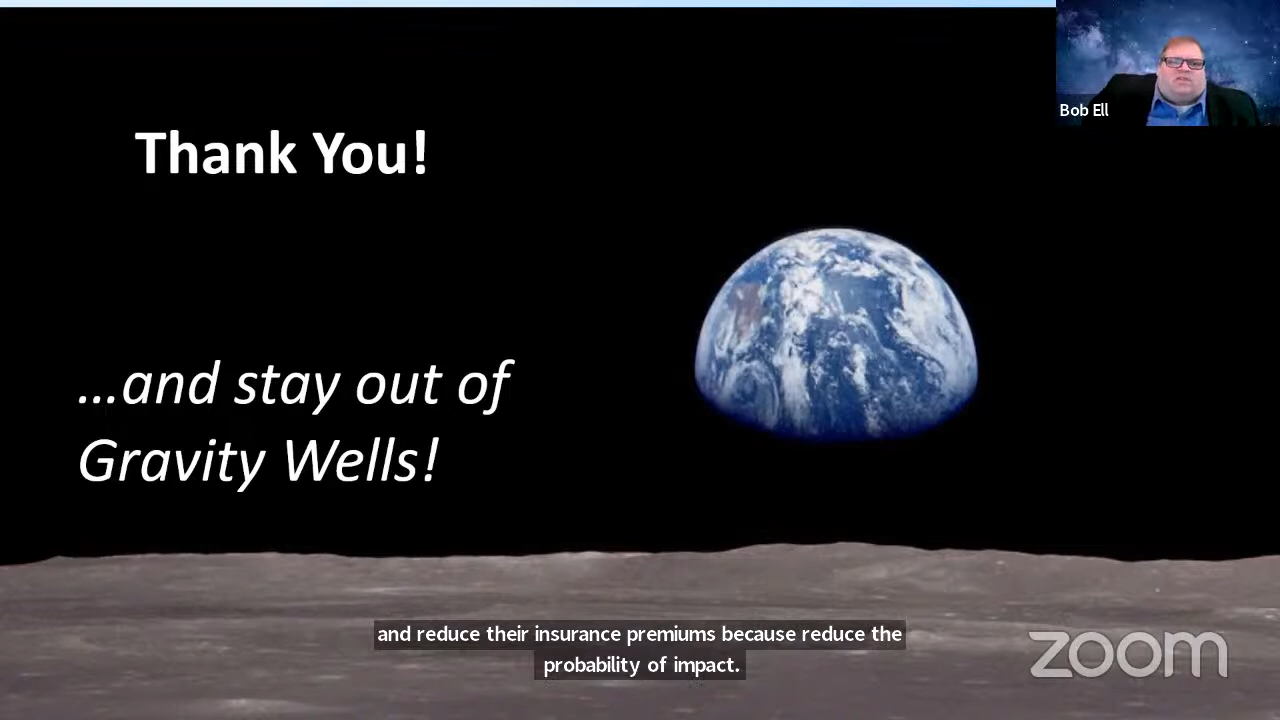 Thank You!
Bob Ell
...and stay out of
Gravity Wells!
and reduce their insurance premiums because reduce the
probability of impact.
zoom